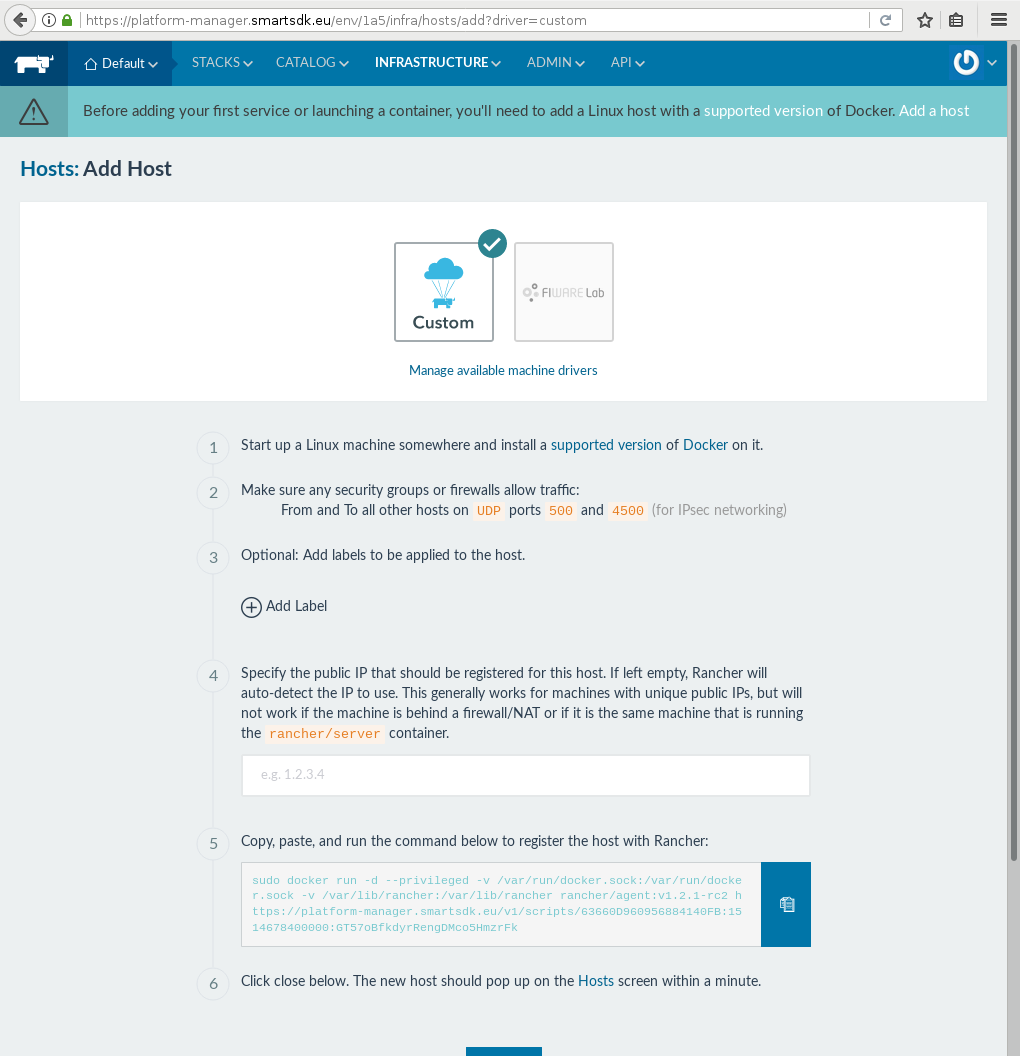 https://platform-manager.smartsdk.eu/env/1a5/infra/hosts/add?driver=custom
Default STACKS CATALOG INFRASTRUCTURE ADMIN API
Before adding your first service or launching a container, you'll need to add a Linux host with a supported version of Docker. Add a host
Hosts: Add Host
Custom
FIWARE Lab
Manage available machine drivers
1 Start up a Linux machine somewhere and install a supported version of Docker on it.
2 Make sure any security groups or firewalls allow traffic:
From and To all other hosts on UDP ports 500 and 4500 (for IPsec networking)
3 Optional: Add labels to be applied to the host.
Add Label
4 Specify the public IP that should be registered for this host. If left empty, Rancher will
auto-detect the IP to use. This generally works for machines with unique public IPs, but will
not work if the machine is behind a firewall/NAT or if it is the same machine that is running
the rancher/server container.
e.g. 1.2.3.4
5 Copy, paste, and run the command below to register the host with Rancher:
sudo docker run -d --privileged -v /var/run/docker.sock:/var/run/docke
r.sock -v /var/lib/rancher:/var/lib/rancher rancher/agent:v1.2.1-rc2 h
ttps://platform-manager.smartsdk.eu/v1/scripts/63660D960956884140FB:15
14678400000:GT57oBfkdyrRengDMco5HmzrFk
6 Click close below. The new host should pop up on the Hosts screen within a minute.